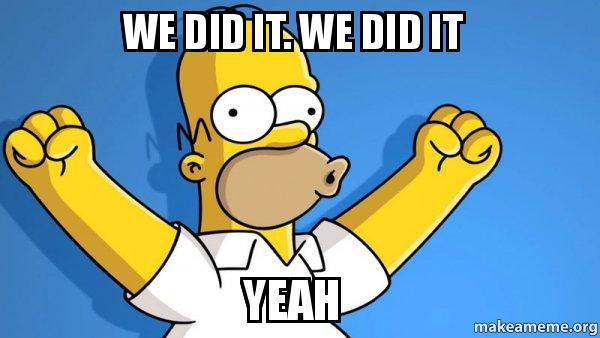 WE DID IT. WE DID IT
YEAH
makeameme.org